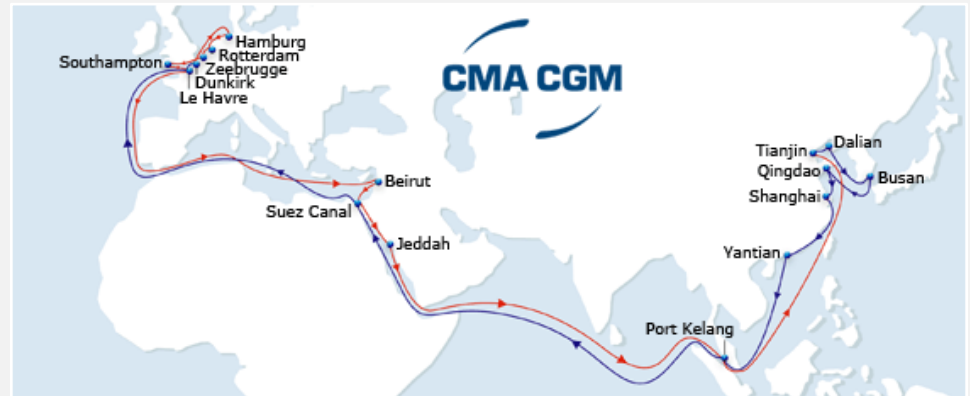 Hamburg
Rotterdam
Southampton
Zeebrugge
Dunkirk
Le Havre
CMA CGM
Dalian
Tianjin
Qingdao
Busan
Shanghai
Beirut
Suez Canal
Jeddah
Yantian
Port Kelang